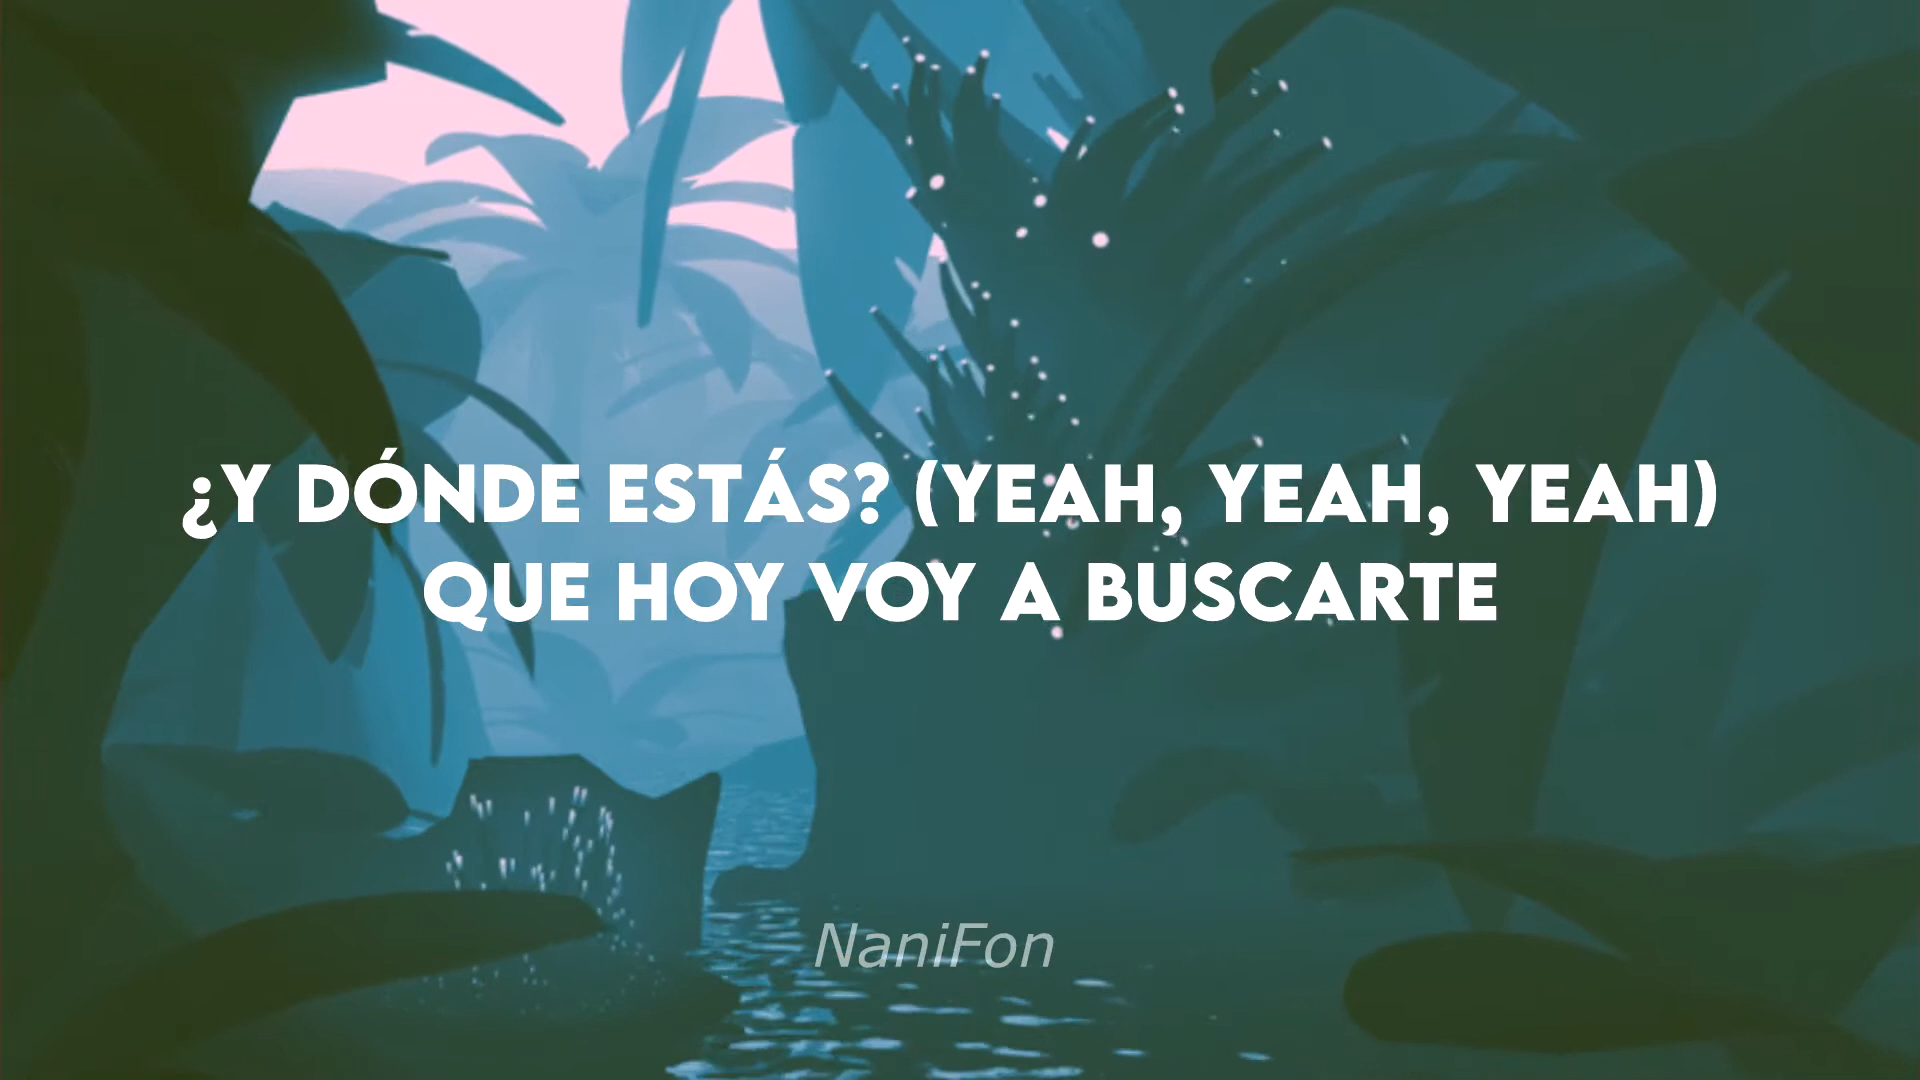 ¿Y DÓNDE ESTÁS? (YEAH, YEAH, YEAH)
QUE HOY VOY A BUSCARTE
NaniFon